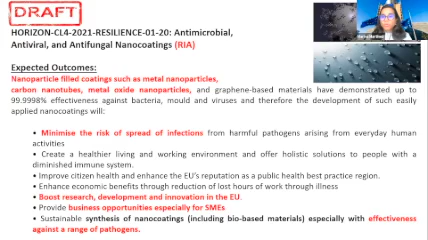 DRAFT
HORIZON-CL4-2021-RESILIENCE-01-20: Antimicrobial,
Antiviral, and Antifungal Nanocoatings (RIA)
Expected Outcomes:
Nanoparticle filled coatings such as metal nanoparticles,
carbon nanotubes, metal oxide nanoparticles, and graphene-based materials have demonstrated up to
99.9998% effectiveness against bacteria, mould and viruses and therefore the development of such easily
applied nanocoatings will:
• Minimise the risk of spread of infections from harmful pathogens arising from everyday human
activities
• Create a healthier living and working environment and offer holistic solutions to people with a
diminished immune system.
• Improve citizen health and enhance the EU's reputation as a public health best practice region.
• Enhance economic benefits through reduction of lost hours of work through illness
• Boost research, development and innovation in the EU.
• Provide business opportunities especially for SMEs
• Sustainable synthesis of nanocoatings (including bio-based materials) especially with effectiveness
against a range of pathogens.